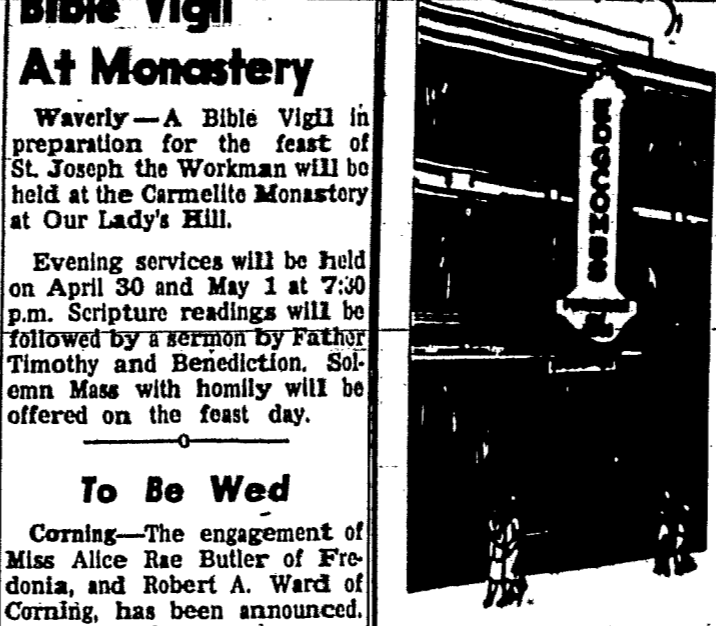 Bible Vigil
At Monastery
Waverly—A Bible Vigil in
preparation for the feast of
St. Joseph the Workman will be
held at the Carmelite Monastery
at Our Lady's Hill.
Evening services will be held
on April 30 and May 1 at 7:30
p.m. Scripture readings will be
followed by a sermon by Father
Timothy and Benediction. Sol-
emn Mass with homily will be
offered on the feast day.
To Be Wed
Corning—The engagement of
Miss Alice Rae Butler of Fre-
donia, and Robert A. Ward of
Corning, has been announced.